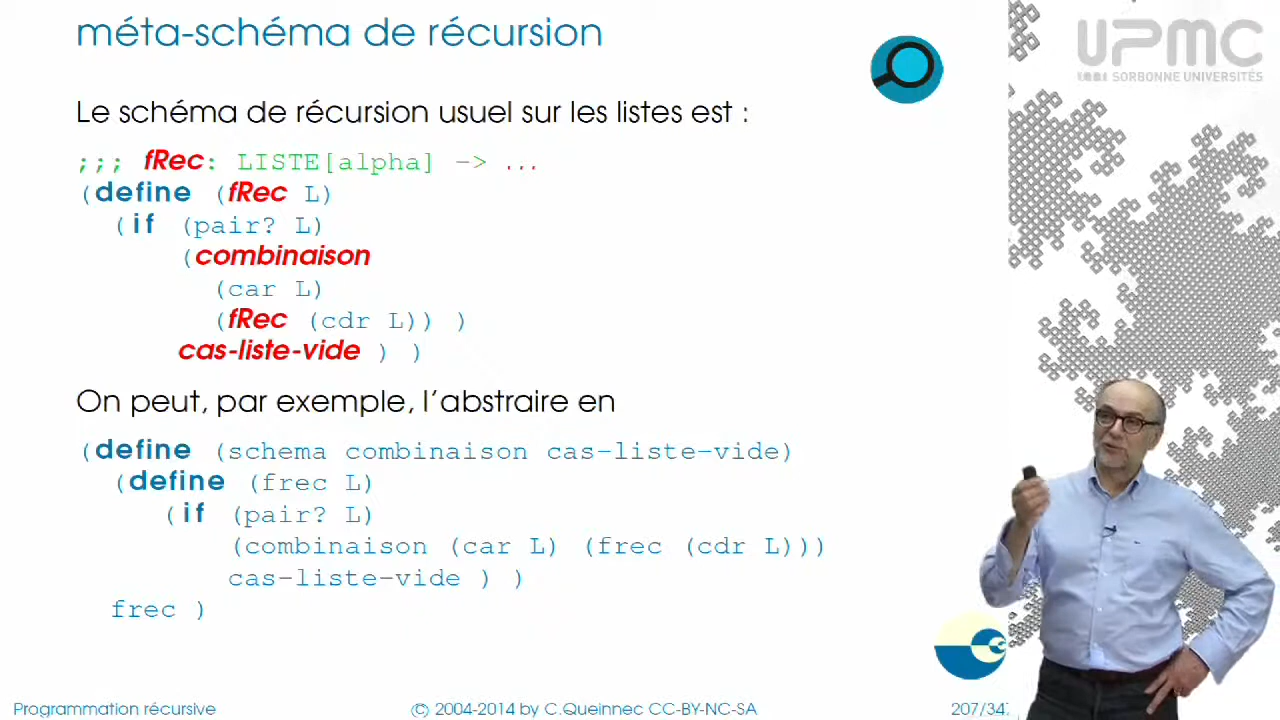 méta-schéma de récursion
UPMC
SORBONNE UNIVERSITÉS
Le schéma de récursion usuel sur les listes est :
;;; fRec: LISTE[alpha] -> ...
(define (fRec L)
(if (pair? L)
(combinaison
(car L)
(fRec (cdr L)) )
cas-liste-vide ) )
On peut, par exemple, l'abstraire en
(define (schema combinaison cas-liste-vide)
(define (frec L)
(if (pair? L)
(combinaison (car L) (frec (cdr L)))
cas-liste-vide ) )
frec )
Programmation récursive
© 2004-2014 by C.Queinnec CC-BY-NC-SA
207/347